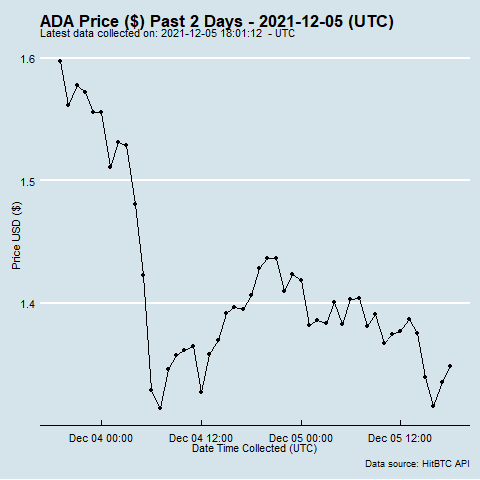 ADA Price ($) Past 2 Days - 2021-12-05 (UTC)
Latest data collected on: 2021-12-05 18:01:12 - UTC
1.6
1.5
1.4
Price USD ($)
Dec 04 00:00 Dec 04 12:00 Dec 05 00:00 Dec 05 12:00
Date Time Collected (UTC)
Data source: HitBTC API